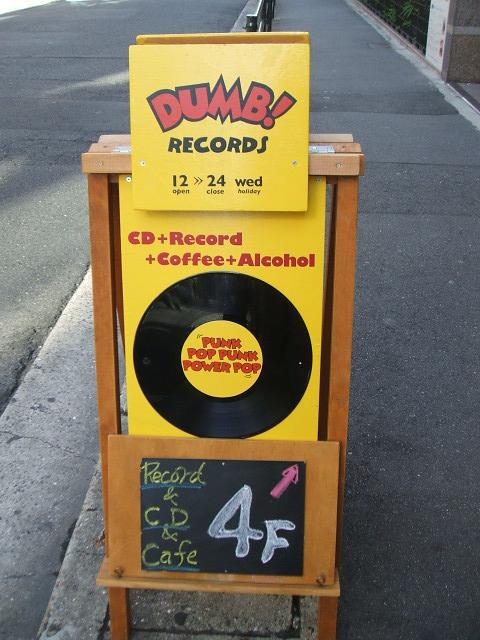 DUMB!
RECORDS
12 » 24 wed
open close holiday
CD+Record
+Coffee+Alcohol
"PUNK
POP PUNK
POWER POP"
Record
&
CD
&
Cafe
4F